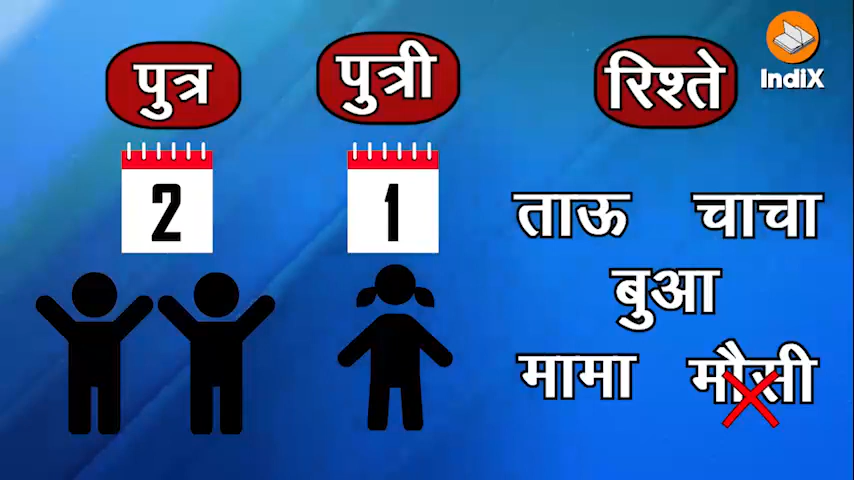 पुत्र पुत्री रिश्ते
IndiX
2 1
ताऊ चाचा
बुआ
मामा मौसी